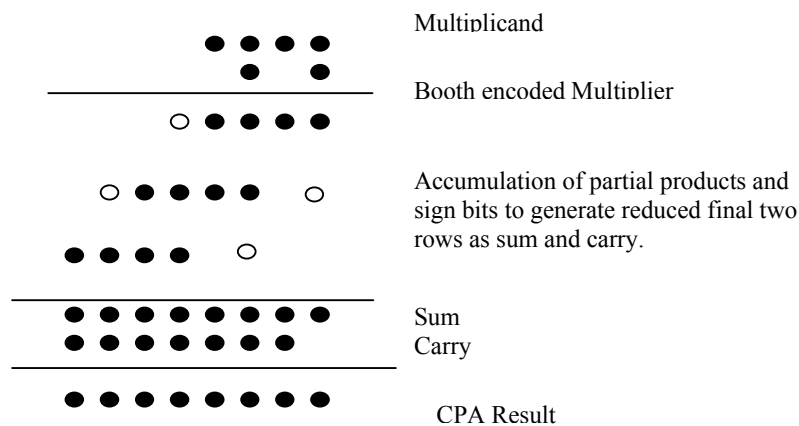 Multiplicand
Booth encoded Multiplier
Accumulation of partial products and
sign bits to generate reduced final two
rows as sum and carry.
Sum
Carry
CPA Result